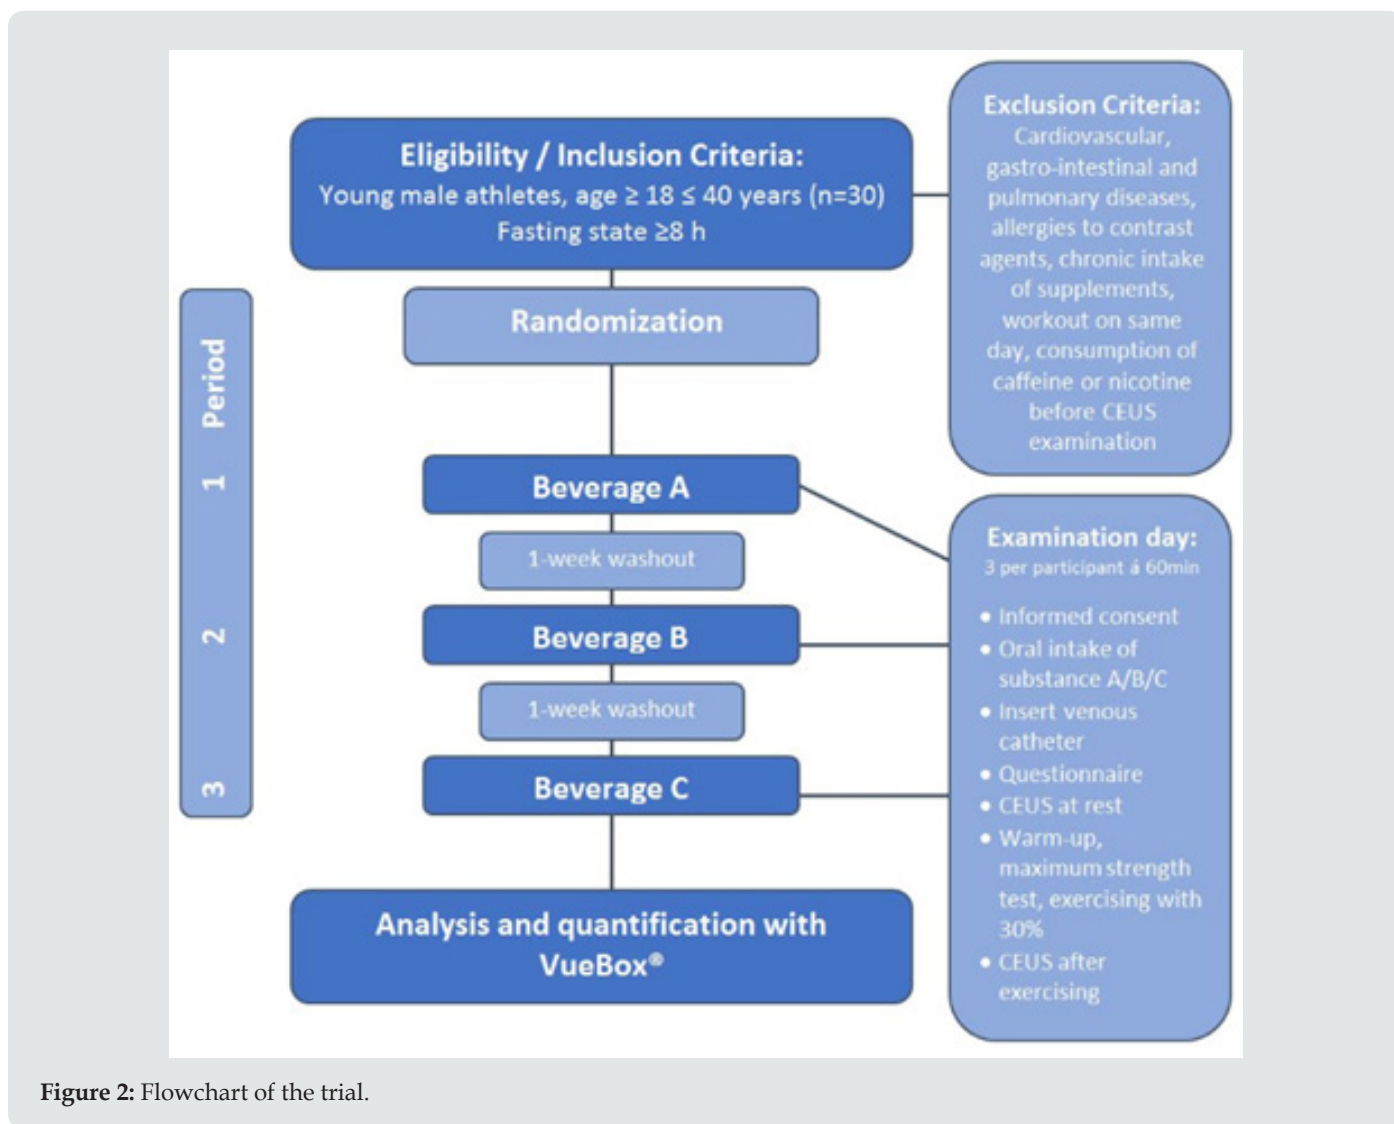 Eligibility / Inclusion Criteria:
Young male athletes, age ≥ 18 ≤ 40 years (n=30)
Fasting state ≥8 h
Exclusion Criteria:
Cardiovascular,
gastro-intestinal and
pulmonary diseases,
allergies to contrast
agents, chronic intake
of supplements,
workout on same
day, consumption of
caffeine or nicotine
before CEUS
examination
Randomization
Period
1
2
3
Beverage A
1-week washout
Beverage B
1-week washout
Beverage C
Examination day:
3 per participant á 60min
• Informed consent
• Oral intake of
substance A/B/C
• Insert venous
catheter
• Questionnaire
• CEUS at rest
• Warm-up,
maximum strength
test, exercising with
30%
• CEUS after
exercising
Analysis and quantification with
VueBox®
Figure 2: Flowchart of the trial.